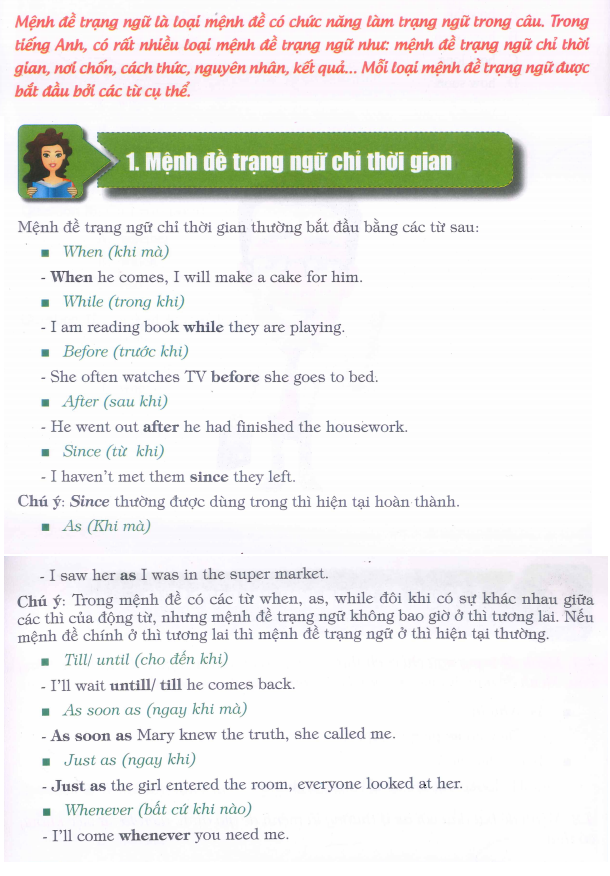 Mệnh đề trạng ngữ là loại mệnh đề có chức năng làm trạng ngữ trong câu. Trong
tiếng Anh, có rất nhiều loại mệnh đề trạng ngữ như: mệnh đề trạng ngữ chỉ thời
gian, nơi chốn, cách thức, nguyên nhân, kết quả... Mỗi loại mệnh đề trạng ngữ được
bắt đầu bởi các từ cụ thể.
1. Mệnh đề trạng ngữ chỉ thời gian
Mệnh đề trạng ngữ chỉ thời gian thường bắt đầu bằng các từ sau:
■ When (khi mà)
- When he comes, I will make a cake for him.
■ While (trong khi)
- I am reading book while they are playing.
■ Before (trước khi)
- She often watches TV before she goes to bed.
■ After (sau khi)
- He went out after he had finished the housework.
■ Since (từ khi)
- I haven't met them since they left.
Chú ý: Since thường được dùng trong thì hiện tại hoàn thành.
■ As (Khi mà)
- I saw her as I was in the super market.
Chú ý: Trong mệnh đề có các từ when, as, while đôi khi có sự khác nhau giữa
các thì của động từ, nhưng mệnh đề trạng ngữ không bao giờ ở thì tương lai. Nếu
mệnh đề chính ở thì tương lai thì mệnh đề trạng ngữ ở thì hiện tại thường.
■ Till/ until (cho đến khi)
- I'll wait untill/ till he comes back.
■ As soon as (ngay khi mà)
- As soon as Mary knew the truth, she called me.
■ Just as (ngay khi)
- Just as the girl entered the room, everyone looked at her.
■ Whenever (bất cứ khi nào)
- I'll come whenever you need me.